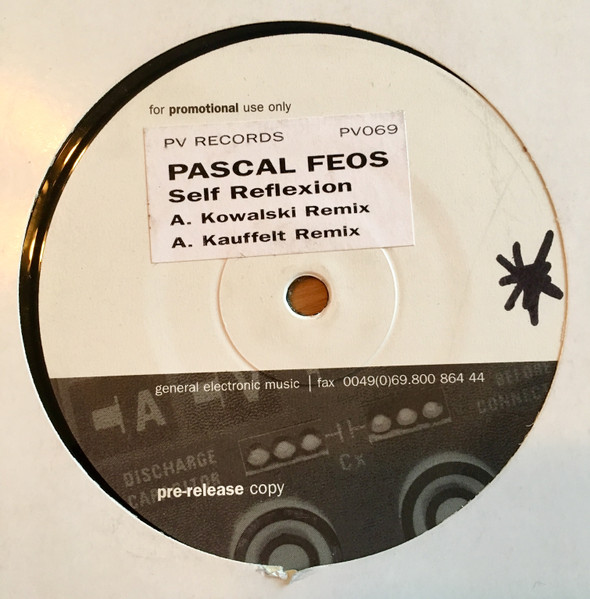 for promotional use only
PV RECORDS PV069
PASCAL FEOS
Self Reflexion
A. Kowalski Remix
A. Kauffelt Remix
general electronic music | fax 0049(0)69.800 864 44
BEFORE
CONNECT
A
DISCHARGE
CAPACITOR
Cx
pre-release copy